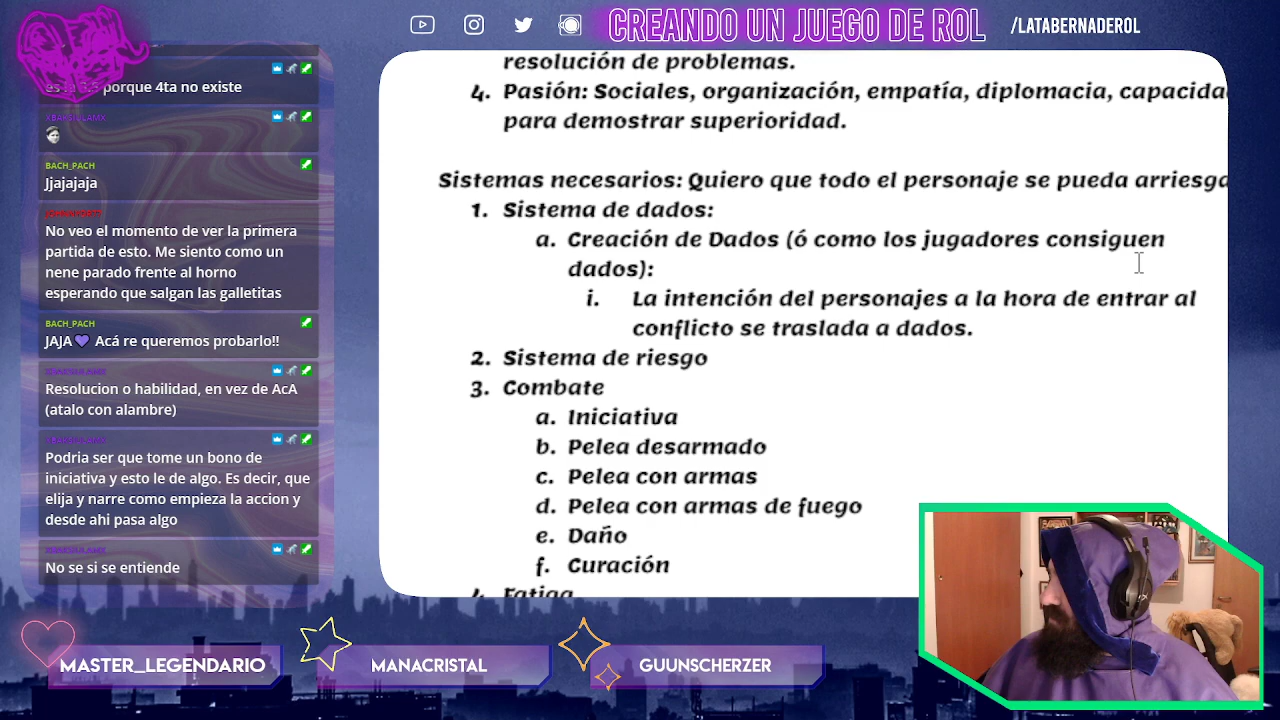 CREANDO UN JUEGO DE ROL
/LATABERNADEROL
porque 4ta no existe
BACH_PACH
Jjajajaja
No veo el momento de ver la primera
partida de esto. Me siento como un
nene parado frente al horno
esperando que salgan las galletitas
BACH_PACH
JAJA💜 Acá re queremos probarlo!!
Resolucion o habilidad, en vez de AcA
(atalo con alambre)
Podria ser que tome un bono de
iniciativa y esto le de algo. Es decir, que
elija y narre como empieza la accion y
desde ahi pasa algo
No se si se entiende
resolución de problemas.
4. Pasión: Sociales, organización, empatía, diplomacia,
para demostrar superioridad.
Sistemas necesarios: Quiero que todo el personaje se pueda
1. Sistema de dados:
a. Creación de Dados (ó como los jugadores consiguen
dados):
i. La intención del personajes a la hora de entrar al
conflicto se traslada a dados.
2. Sistema de riesgo
3. Combate
a. Iniciativa
b. Pelea desarmado
c. Pelea con armas
d. Pelea con armas de fuego
e. Daño
f. Curación
4. Fatiga
MASTER_LEGENDARIO
MANACRISTAL
GUUNSCHERZER